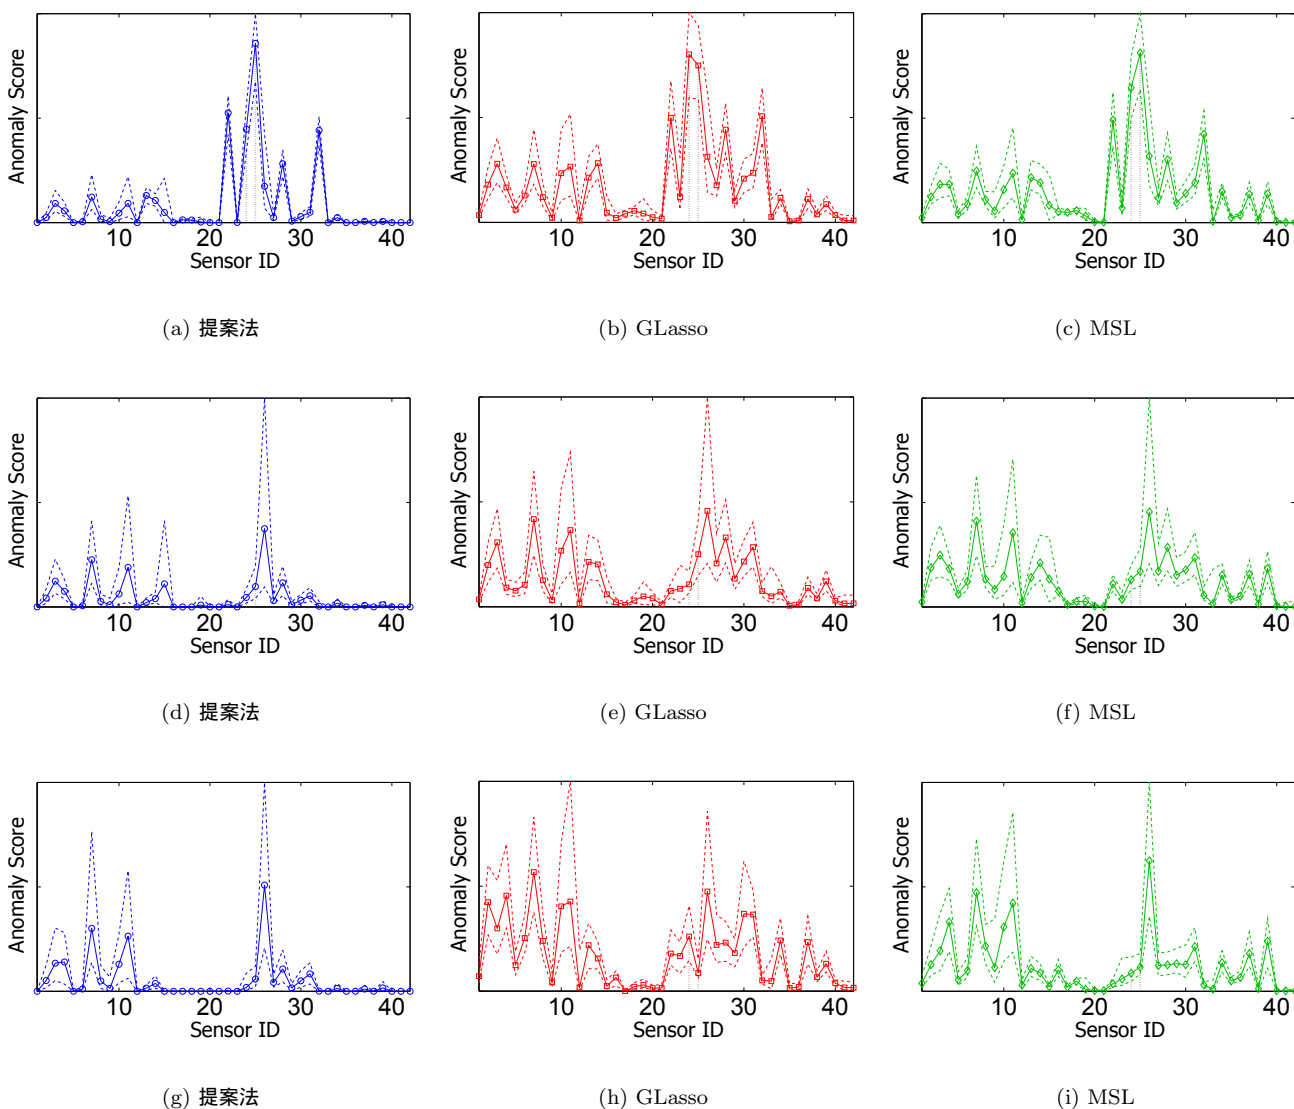 Anomaly Score
10 20 30 40
Sensor ID
(a) 提案法
Anomaly Score
10 20 30 40
Sensor ID
(b) GLasso
Anomaly Score
10 20 30 40
Sensor ID
(c) MSL
Anomaly Score
10 20 30 40
Sensor ID
(d) 提案法
Anomaly Score
10 20 30 40
Sensor ID
(e) GLasso
Anomaly Score
10 20 30 40
Sensor ID
(f) MSL
Anomaly Score
10 20 30 40
Sensor ID
(g) 提案法
Anomaly Score
10 20 30 40
Sensor ID
(h) GLasso
Anomaly Score
10 20 30 40
Sensor ID
(i) MSL